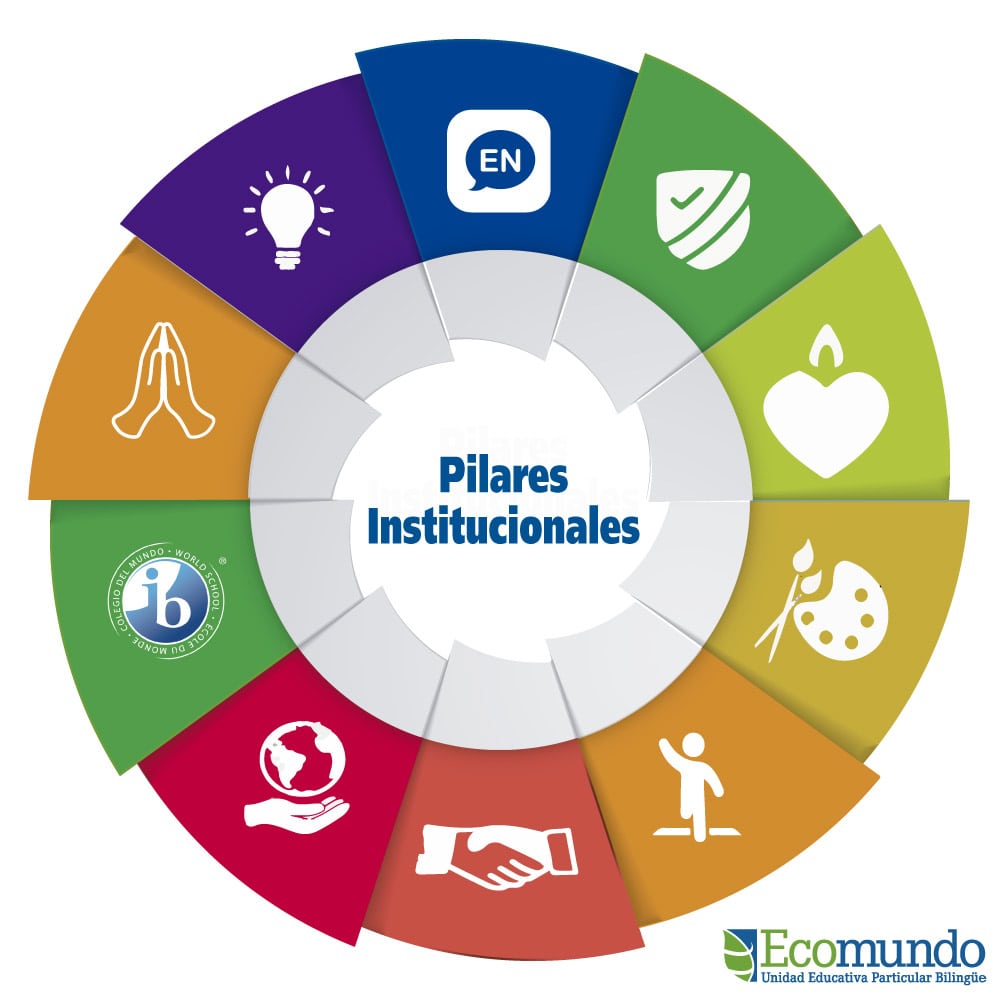 EN
Pilares
Institucionales
COLEGIO DEL MUNDO · WORLD SCHOOL · ECOLE DU MONDE ·
®
ib
Ecomundo
Unidad Educativa Particular Bilingüe